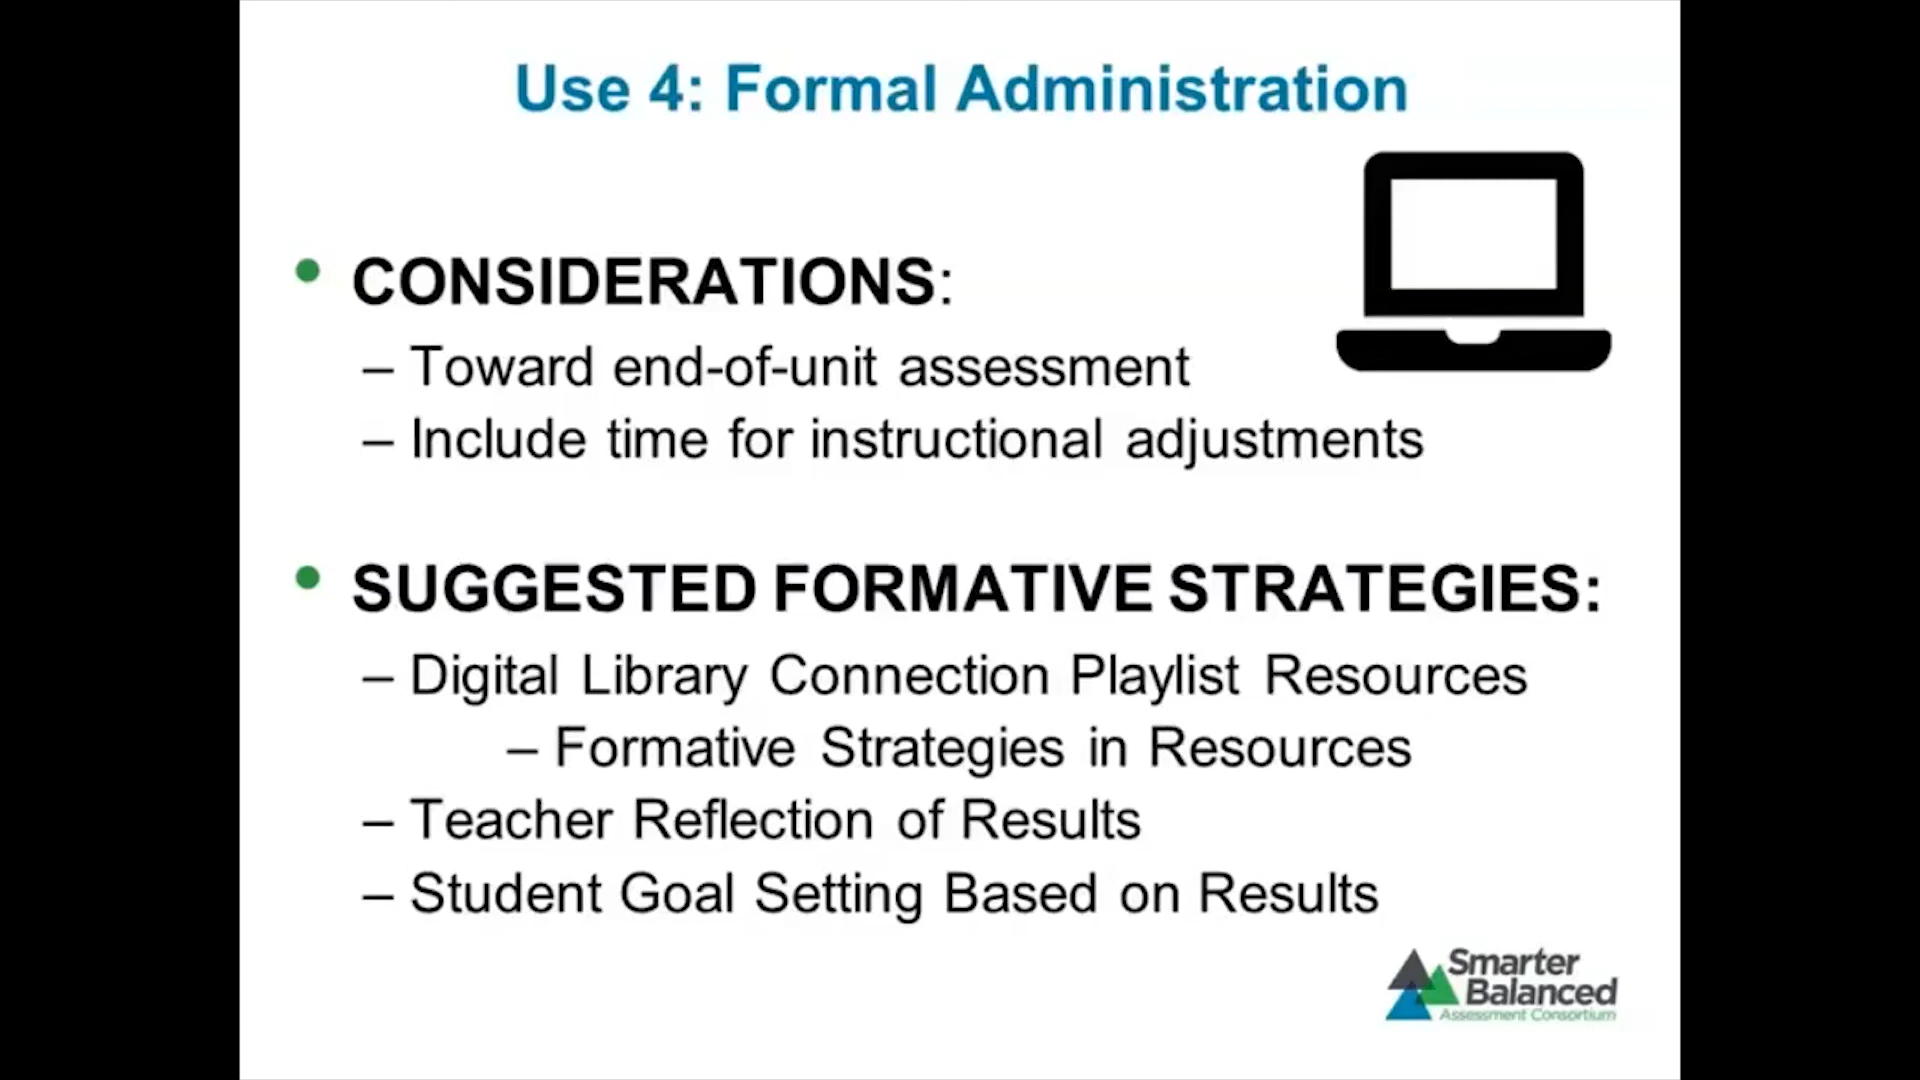 Use 4: Formal Administration
• CONSIDERATIONS:
– Toward end-of-unit assessment
– Include time for instructional adjustments
• SUGGESTED FORMATIVE STRATEGIES:
– Digital Library Connection Playlist Resources
– Formative Strategies in Resources
– Teacher Reflection of Results
– Student Goal Setting Based on Results
Smarter
Balanced
Assessment Consortium